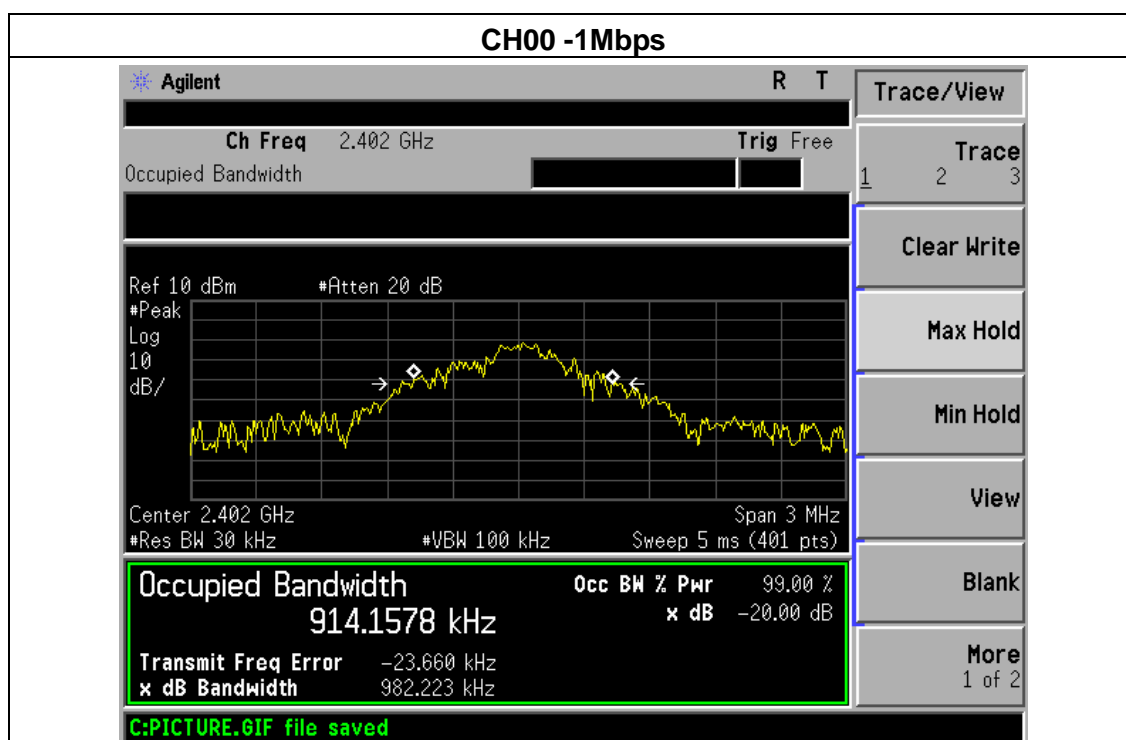 CH00 -1Mbps
Agilent R T
Trace/View
Ch Freq 2.402 GHz Trig Free
Occupied Bandwidth
Trace
1 2 3
Clear Write
Ref 10 dBm #Atten 20 dB
#Peak
Log
10
dB/
Max Hold
Min Hold
View
Center 2.402 GHz Span 3 MHz
#Res BW 30 kHz #VBW 100 kHz Sweep 5 ms (401 pts)
Occupied Bandwidth
914.1578 kHz
Occ BW % Pwr 99.00 %
x dB -20.00 dB
Blank
Transmit Freq Error -23.660 kHz
x dB Bandwidth 982.223 kHz
More
1 of 2
C:PICTURE.GIF file saved